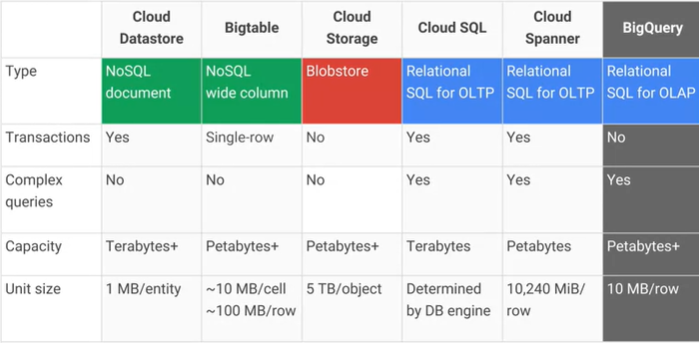 Cloud Datastore Bigtable Cloud Storage Cloud SQL Cloud Spanner BigQuery
Type NoSQL document NoSQL wide column Blobstore Relational SQL for OLTP Relational SQL for OLTP Relational SQL for OLAP
Transactions Yes Single-row No Yes Yes No
Complex queries No No No Yes Yes Yes
Capacity Terabytes+ Petabytes+ Petabytes+ Terabytes Petabytes Petabytes+
Unit size 1 MB/entity ~10 MB/cell ~100 MB/row 5 TB/object Determined by DB engine 10,240 MiB/ row 10 MB/row